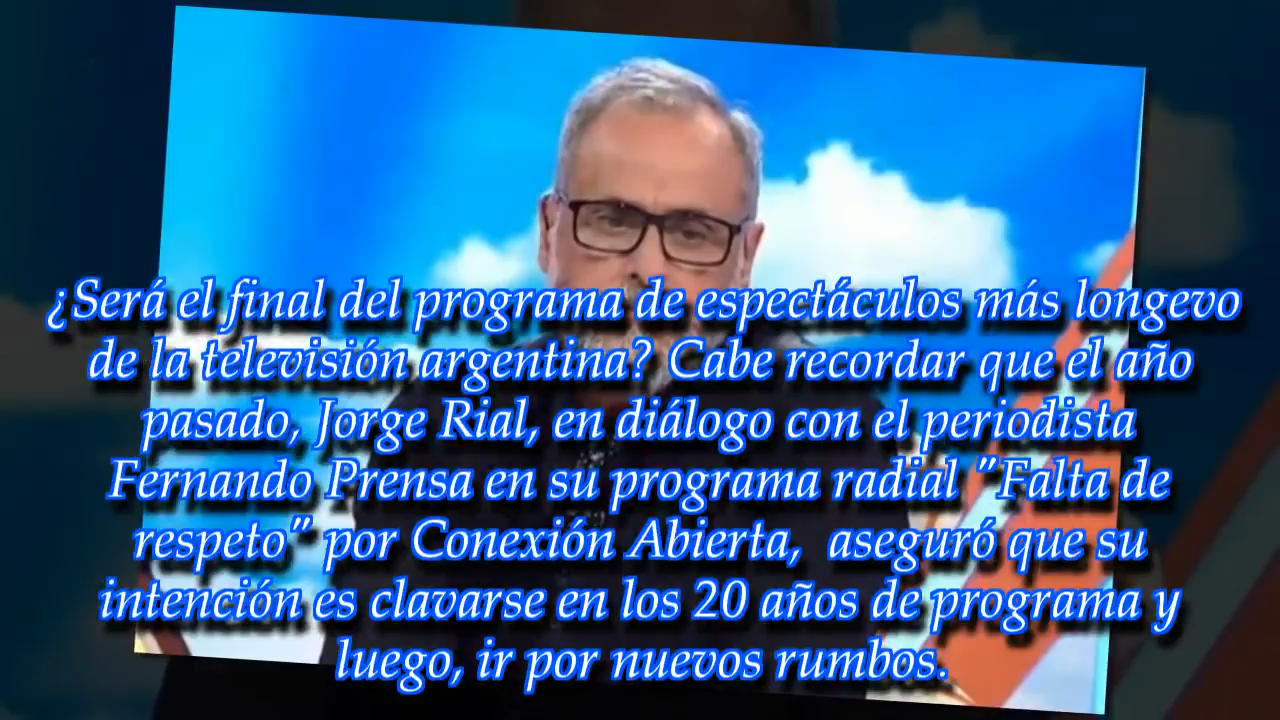 ¿Será el final del programa de espectáculos más longevo
de la televisión argentina? Cabe recordar que el año
pasado, Jorge Rial, en diálogo con el periodista
Fernando Prensa en su programa radial "Falta de
respeto" por Conexión Abierta, aseguró que su
intención es clavarse en los 20 años de programa y
luego, ir por nuevos rumbos.